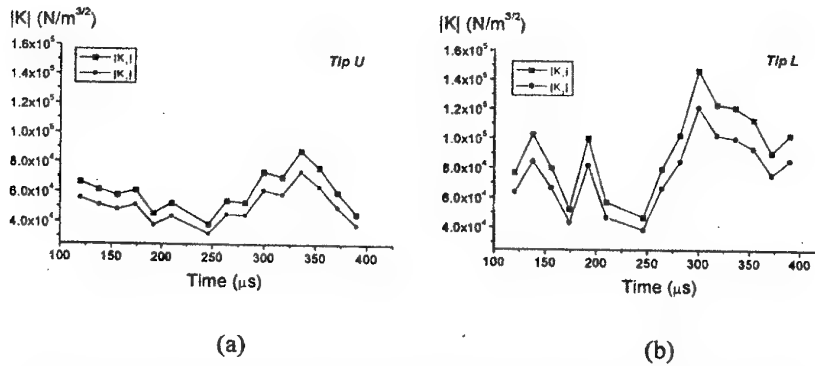 |K| (N/m^3/2)
1.6x10^5
1.4x10^5
1.2x10^5
1.0x10^5
8.0x10^4
6.0x10^4
4.0x10^4
|K₁|
|K₂|
Tip U
100 150 200 250 300 350 400
Time (μs)
(a)
|K| (N/m^3/2)
1.6x10^5
1.4x10^5
1.2x10^5
1.0x10^5
8.0x10^4
6.0x10^4
4.0x10^4
Tip L
100 150 200 250 300 350 400
Time (μs)
(b)